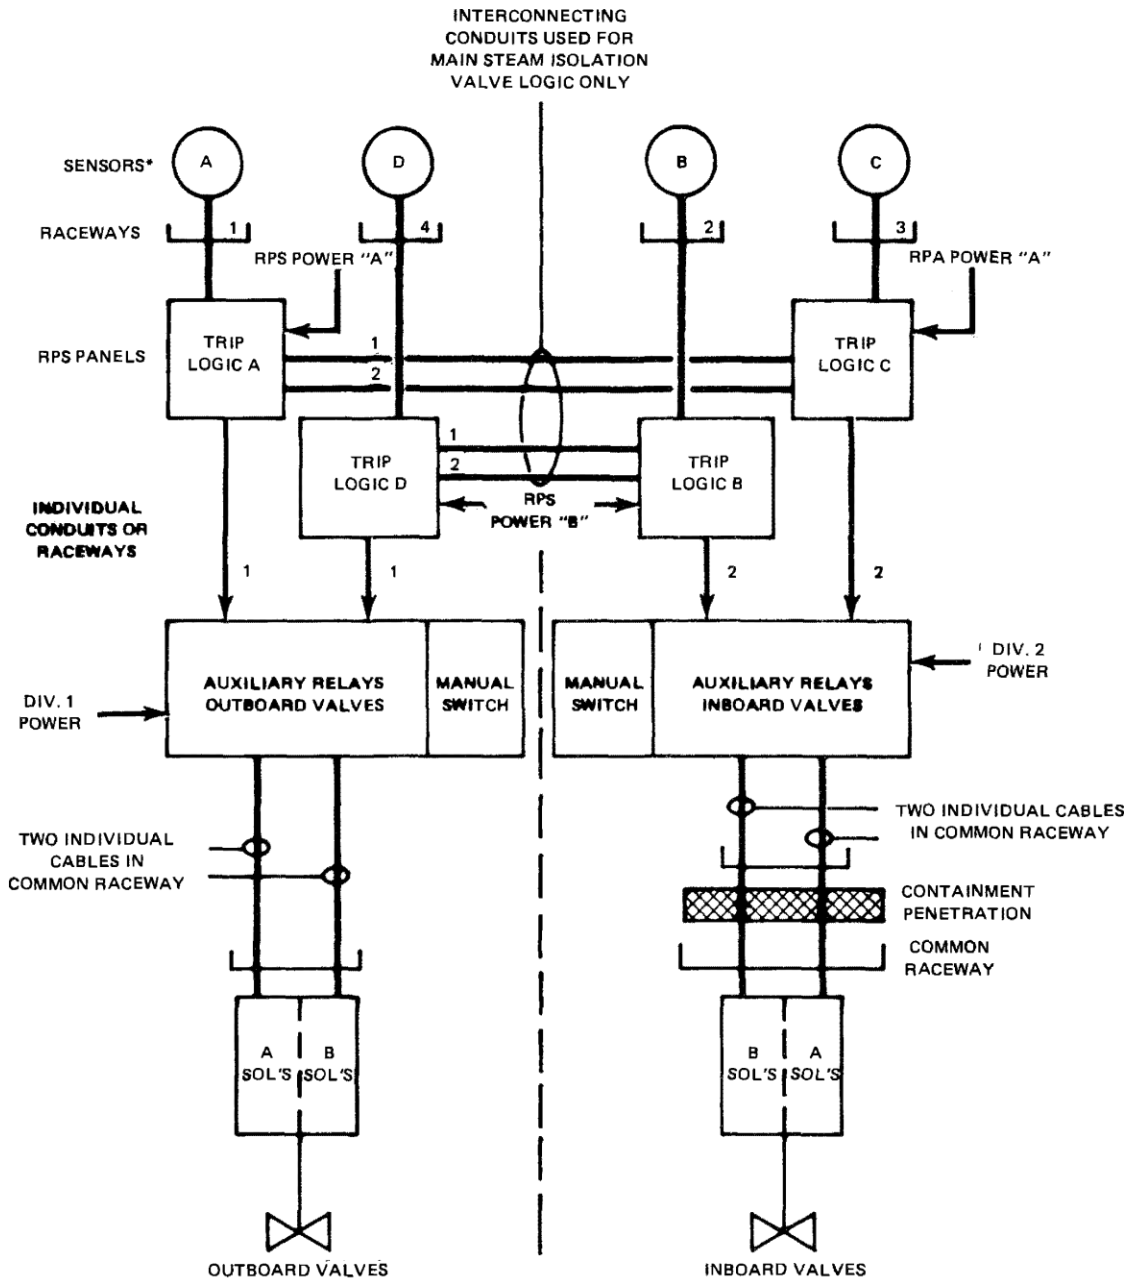 INTERCONNECTING
CONDUITS USED FOR
MAIN STEAM ISOLATION
VALVE LOGIC ONLY
SENSORS*
A
D
B
C
RACEWAYS
1
4
2
3
RPS POWER "A"
RPA POWER "A"
RPS PANELS
TRIP
LOGIC A
1
2
TRIP
LOGIC C
TRIP
LOGIC D
1
2
TRIP
LOGIC B
RPS
POWER "B"
INDIVIDUAL
CONDUITS OR
RACEWAYS
1
1
2
2
AUXILIARY RELAYS
OUTBOARD VALVES
MANUAL
SWITCH
MANUAL
SWITCH
AUXILIARY RELAYS
INBOARD VALVES
DIV. 1
POWER
DIV. 2
POWER
TWO INDIVIDUAL
CABLES IN
COMMON RACEWAY
TWO INDIVIDUAL CABLES
IN COMMON RACEWAY
CONTAINMENT
PENETRATION
COMMON
RACEWAY
A
SOL'S
B
SOL'S
B
SOL'S
A
SOL'S
OUTBOARD VALVES
INBOARD VALVES